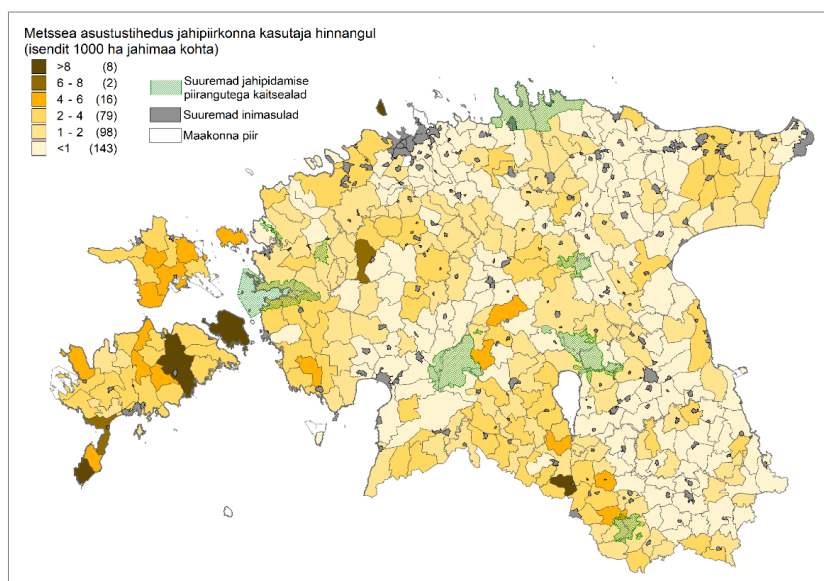 Metssea asustustihedus jahipiirkonna kasutaja hinnangul
(isendit 1000 ha jahimaa kohta)
>8 (8)
6 - 8 (2)
4 - 6 (16)
2 - 4 (79)
1 - 2 (98)
<1 (143)
Suuremad jahipidamise
piirangutega kaitsealad
Suuremad inimasulad
Maakonna piir